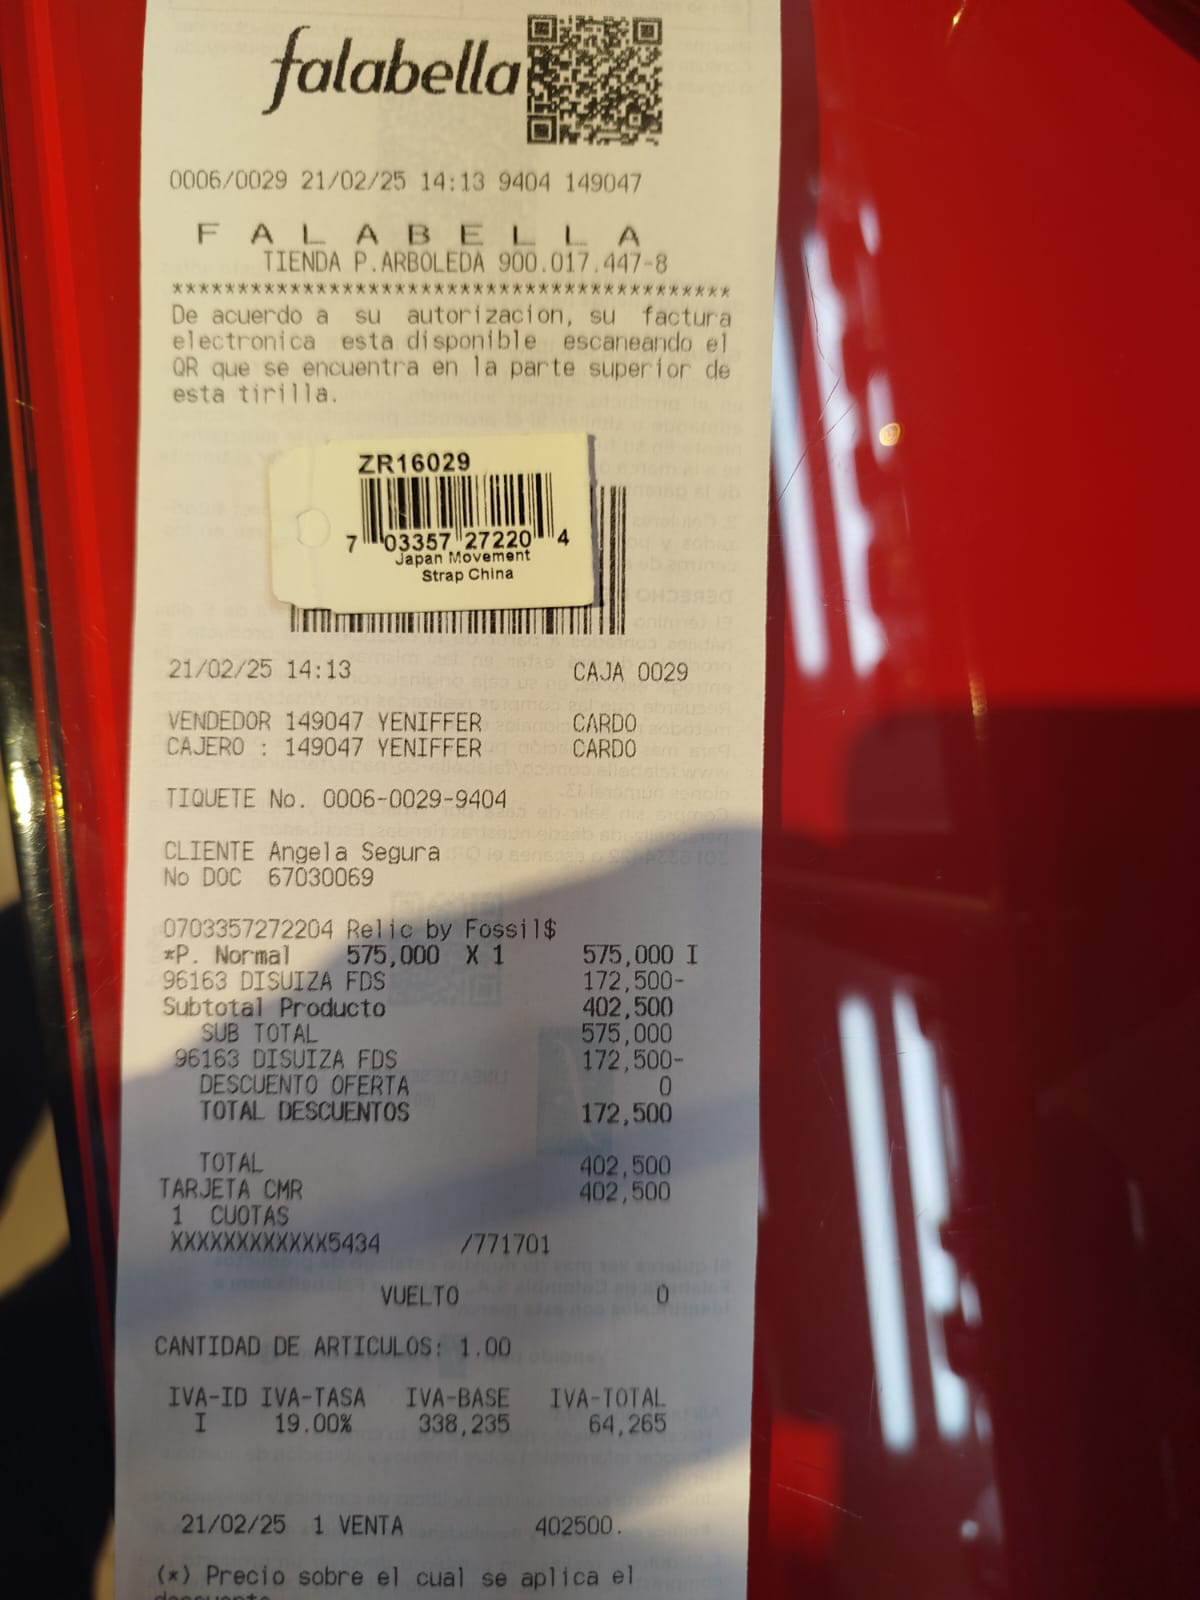 falabella
0006/0029 21/02/25 14:13 9404 149047
F A L A B E L L A
TIENDA P.ARBOLEDA 900.017.447-8
*******************************************
De acuerdo a su autorizacion, su factura
electronica esta disponible escaneando el
QR que se encuentra en la parte superior de
esta tirilla.
ZR16029
7 03357 27220 4
Japan Movement
Strap China
21/02/25 14:13 CAJA 0029
VENDEDOR 149047 YENIFFER CARDO
CAJERO : 149047 YENIFFER CARDO
TIQUETE No. 0006-0029-9404
CLIENTE Angela Segura
No DOC 67030069
0703357272204 Relic by Fossil$
*P. Normal 575,000 X 1 575,000 I
96163 DISUIZA FDS 172,500-
Subtotal Producto 402,500
SUB TOTAL 575,000
96163 DISUIZA FDS 172,500-
DESCUENTO OFERTA 0
TOTAL DESCUENTOS 172,500
TOTAL 402,500
TARJETA CMR 402,500
1 CUOTAS
XXXXXXXXXXXX5434 /771701
VUELTO 0
CANTIDAD DE ARTICULOS: 1.00
IVA-ID IVA-TASA IVA-BASE IVA-TOTAL
I 19.00% 338,235 64,265
21/02/25 1 VENTA 402500.
(*) Precio sobre el cual se aplica el